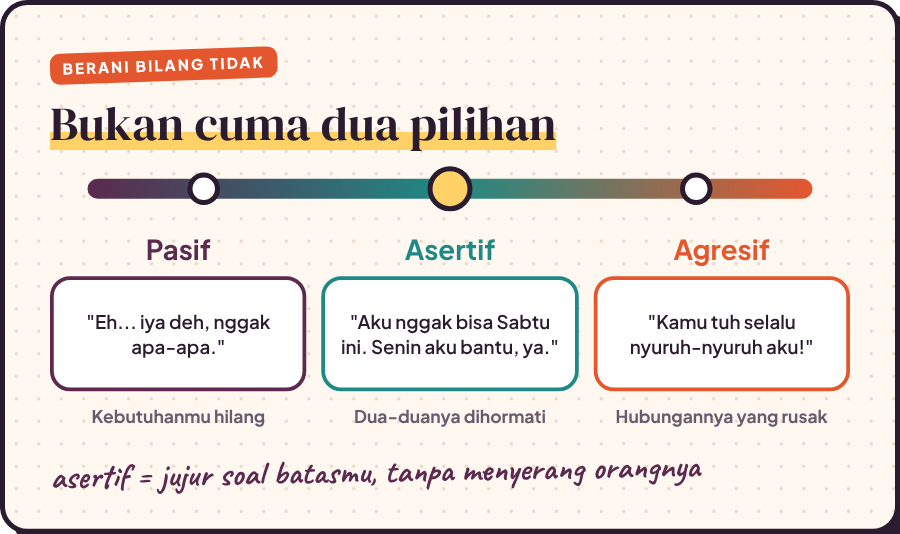 BERANI BILANG TIDAK
Bukan cuma dua pilihan
Pasif
Asertif
Agresif
"Eh... iya deh, nggak
apa-apa."
"Aku nggak bisa Sabtu
ini. Senin aku bantu, ya."
"Kamu tuh selalu
nyuruh-nyuruh aku!"
Kebutuhanmu hilang
Dua-duanya dihormati
Hubungannya yang rusak
asertif = jujur soal batasmu, tanpa menyerang orangnya